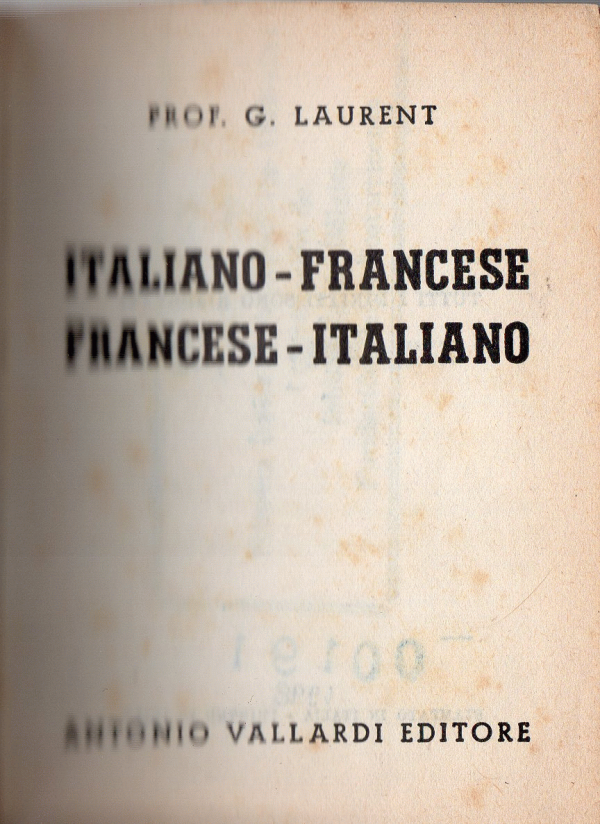 PROF. G. LAURENT
ITALIANO - FRANCESE
FRANCESE - ITALIANO
ANTONIO VALLARDI EDITORE